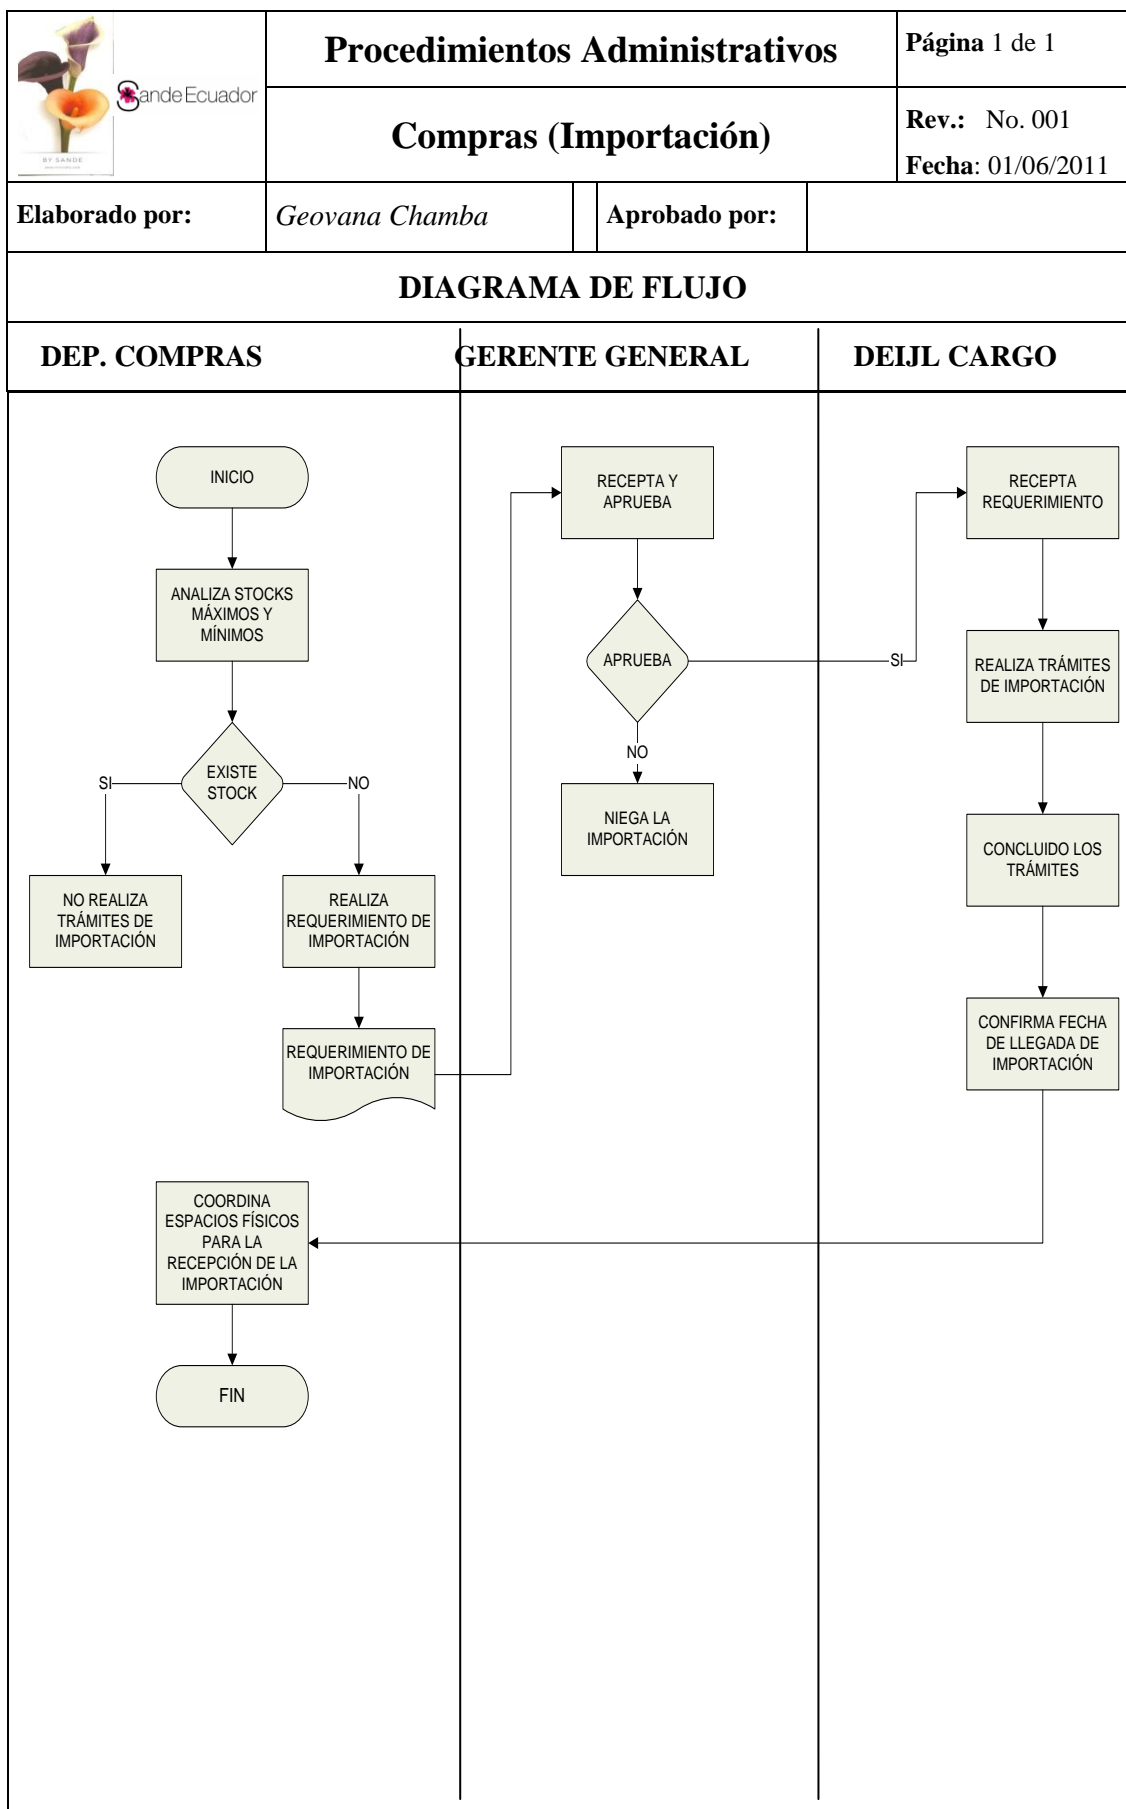 Procedimientos Administrativos
Página 1 de 1
Sande Ecuador
BY SANDE
Compras (Importación)
Rev.: No. 001
Fecha: 01/06/2011
Elaborado por:
Geovana Chamba
Aprobado por:
DIAGRAMA DE FLUJO
DEP. COMPRAS
GERENTE GENERAL
DEIJL CARGO
INICIO
ANALIZA STOCKS
MÁXIMOS Y
MÍNIMOS
EXISTE
STOCK
SI
NO
NO REALIZA
TRÁMITES DE
IMPORTACIÓN
REALIZA
REQUERIMIENTO DE
IMPORTACIÓN
REQUERIMIENTO DE
IMPORTACIÓN
RECEPTA Y
APRUEBA
APRUEBA
SI
NO
NIEGA LA
IMPORTACIÓN
RECEPTA
REQUERIMIENTO
REALIZA TRÁMITES
DE IMPORTACIÓN
CONCLUIDO LOS
TRÁMITES
CONFIRMA FECHA
DE LLEGADA DE
IMPORTACIÓN
COORDINA
ESPACIOS FÍSICOS
PARA LA
RECEPCIÓN DE LA
IMPORTACIÓN
FIN